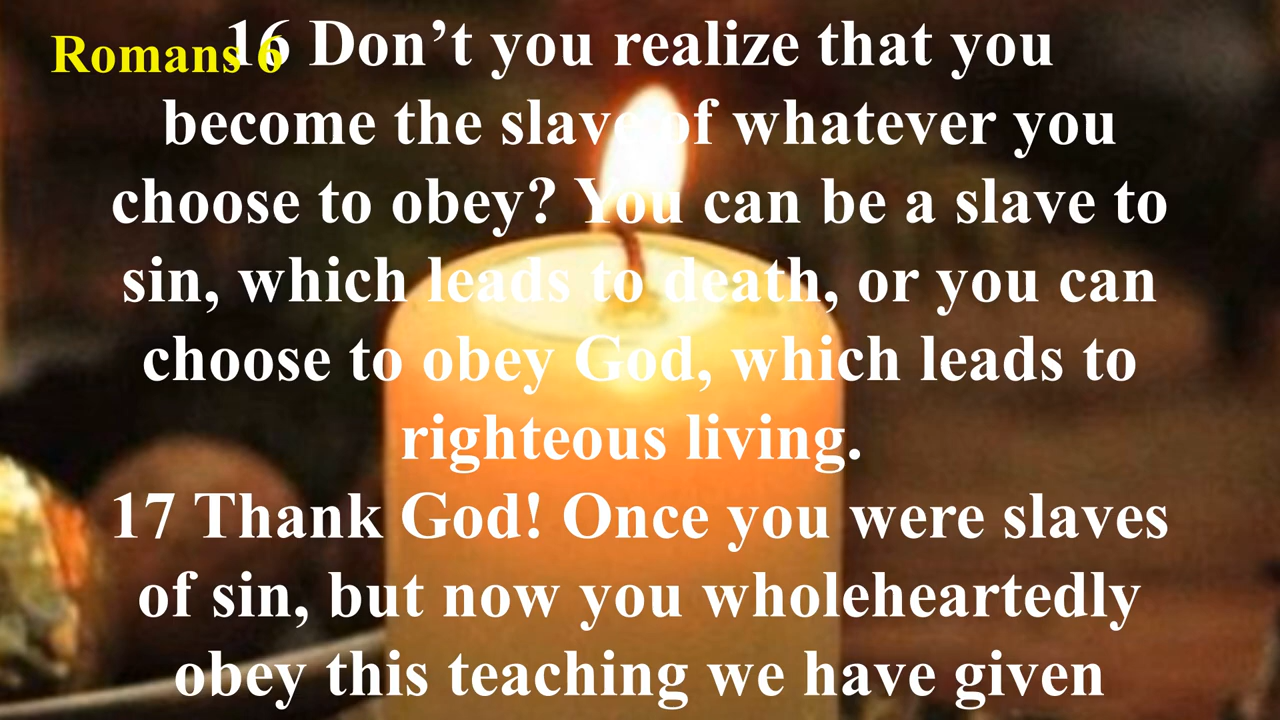 Romans 6
16 Don’t you realize that you
become the slave of whatever you
choose to obey? You can be a slave to
sin, which leads to death, or you can
choose to obey God, which leads to
righteous living.
17 Thank God! Once you were slaves
of sin, but now you wholeheartedly
obey this teaching we have given